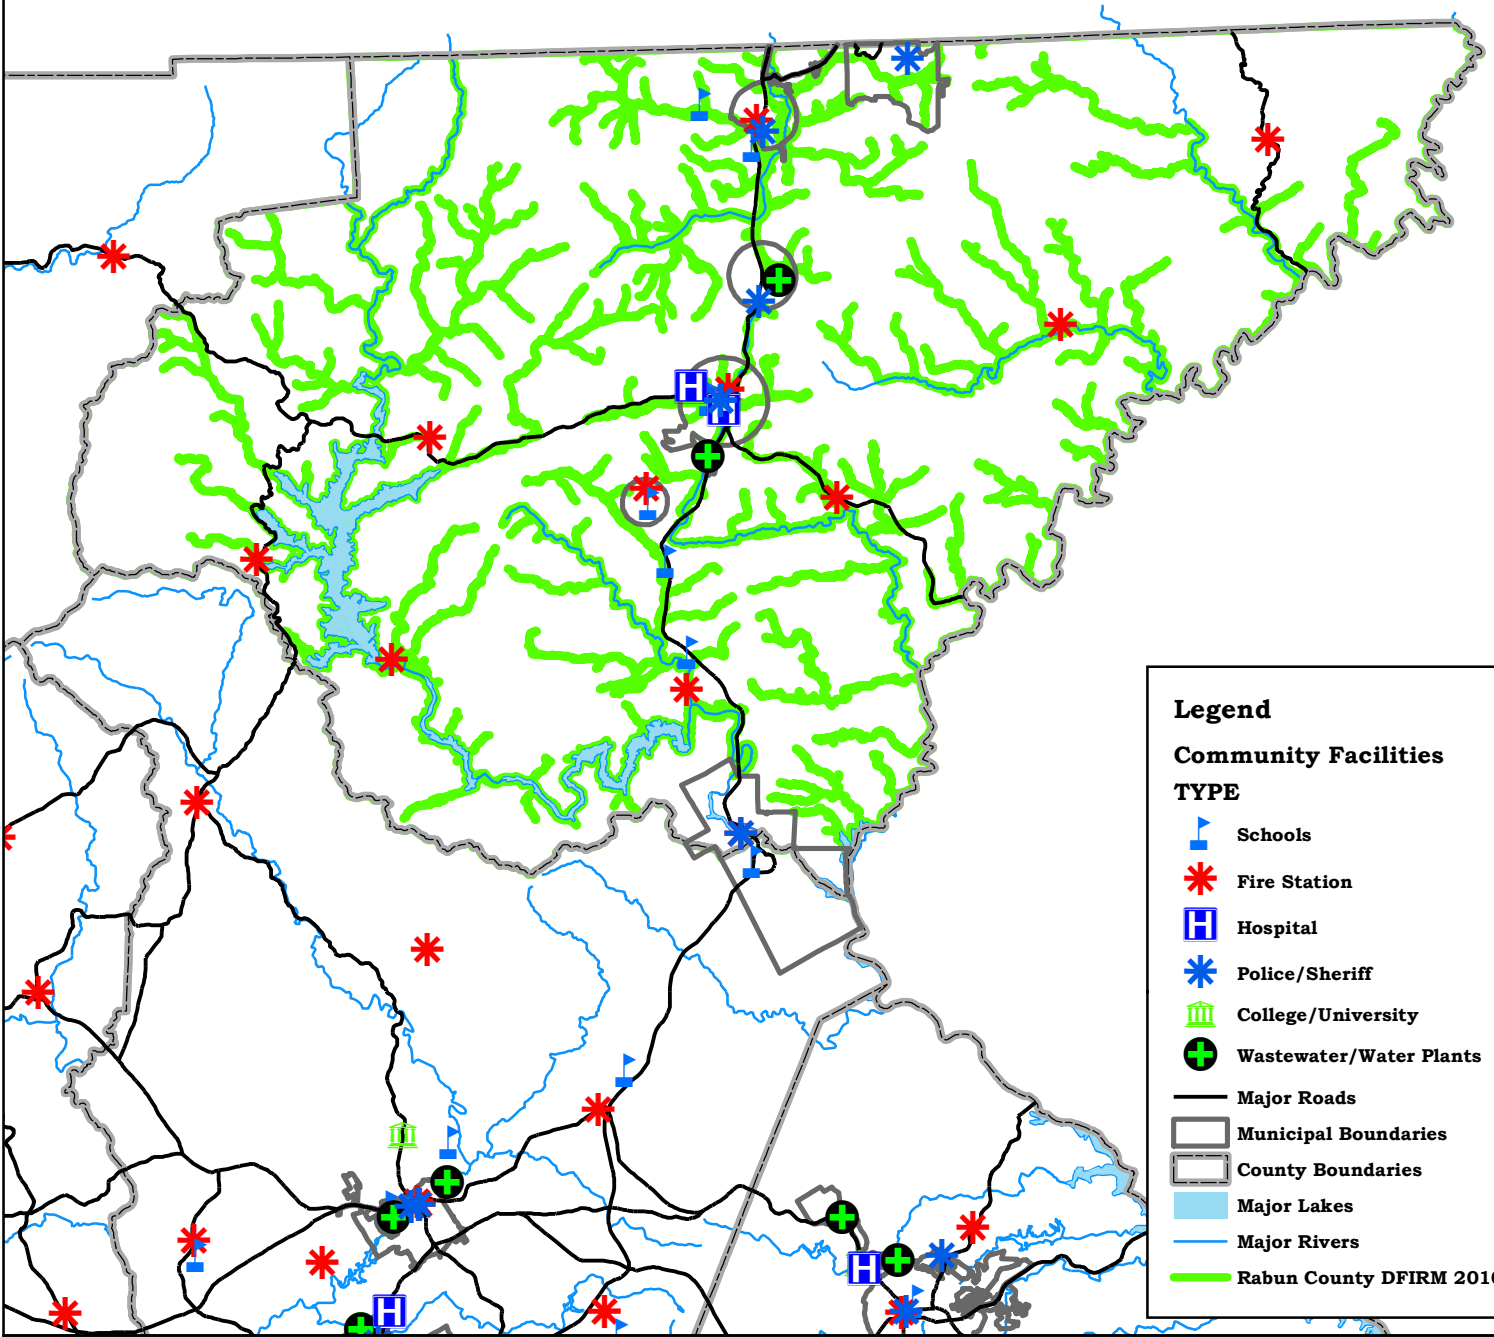 Legend
Community Facilities
TYPE
Schools
Fire Station
H Hospital
Police/Sheriff
College/University
Wastewater/Water Plants
Major Roads
Municipal Boundaries
County Boundaries
Major Lakes
Major Rivers
Rabun County DFIRM
H
H
H
H